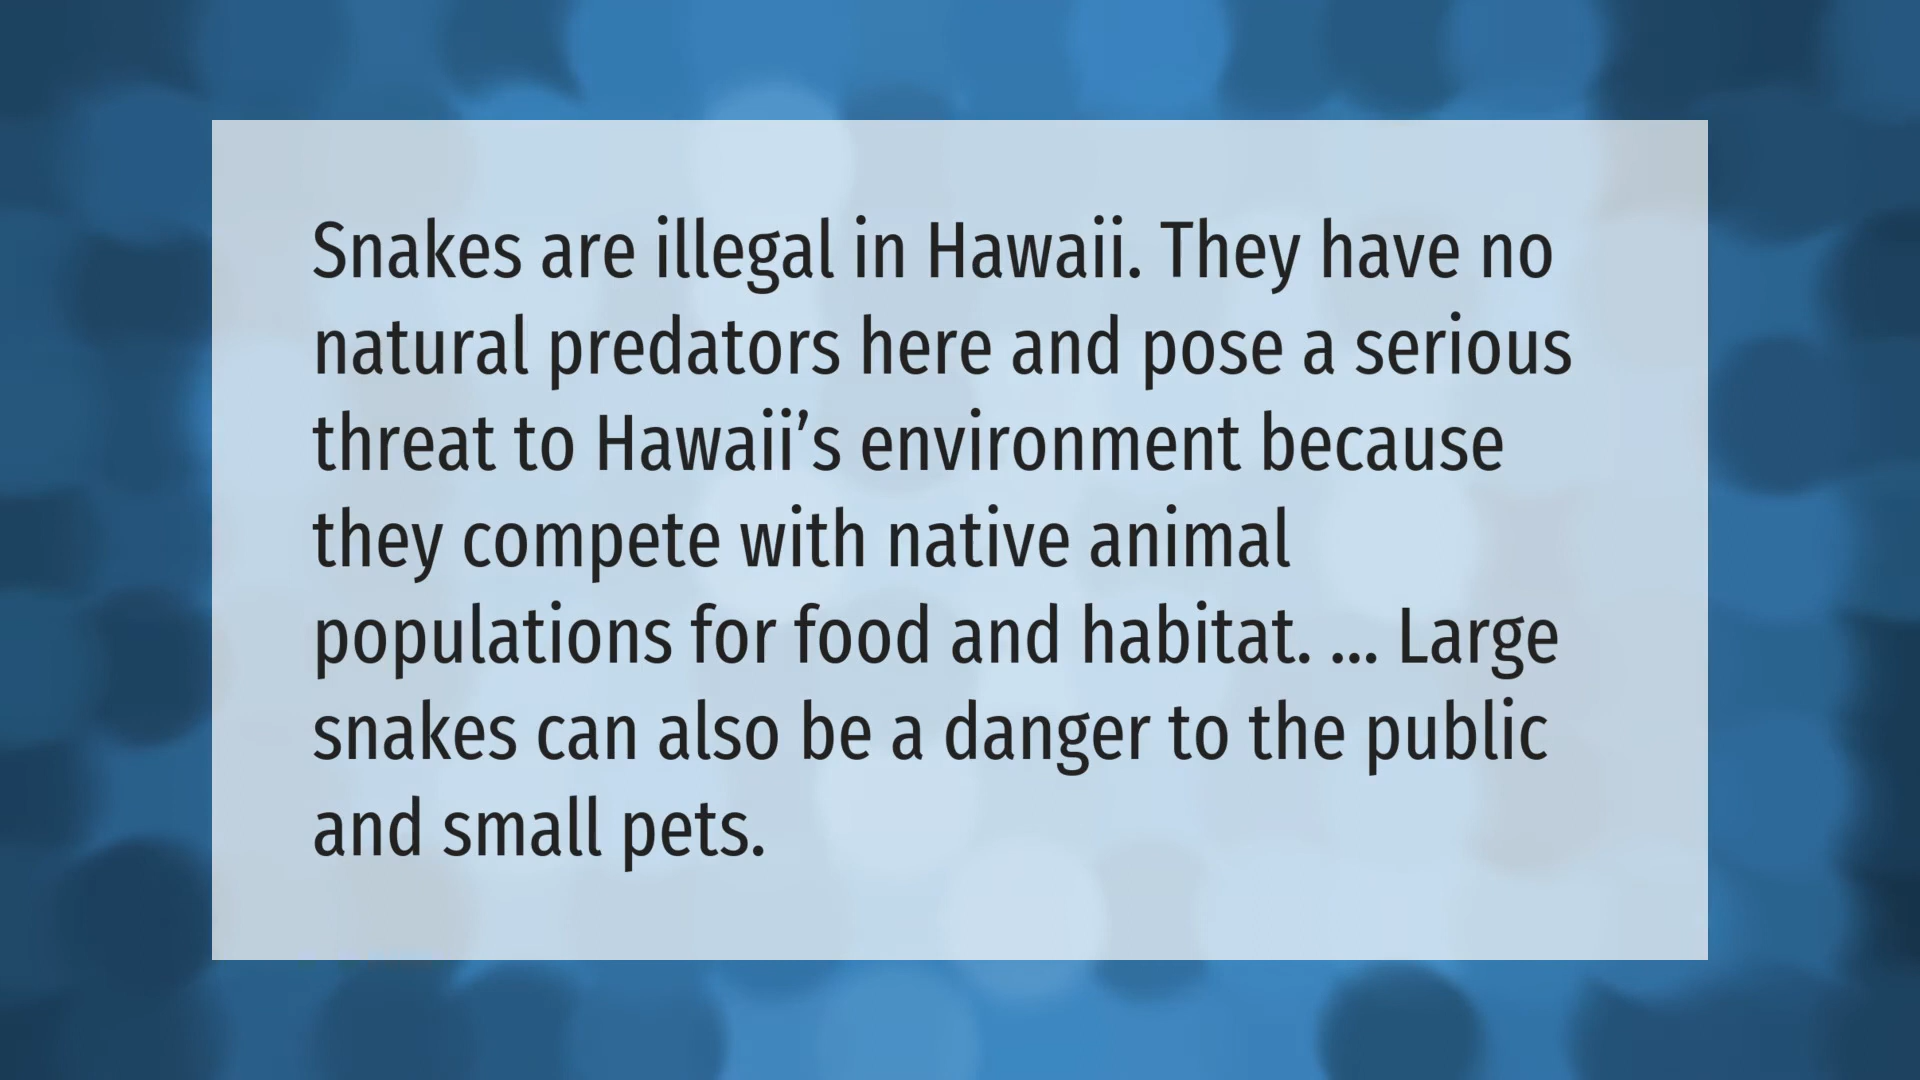 Snakes are illegal in Hawaii. They have no
natural predators here and pose a serious
threat to Hawaii’s environment because
they compete with native animal
populations for food and habitat. ... Large
snakes can also be a danger to the public
and small pets.